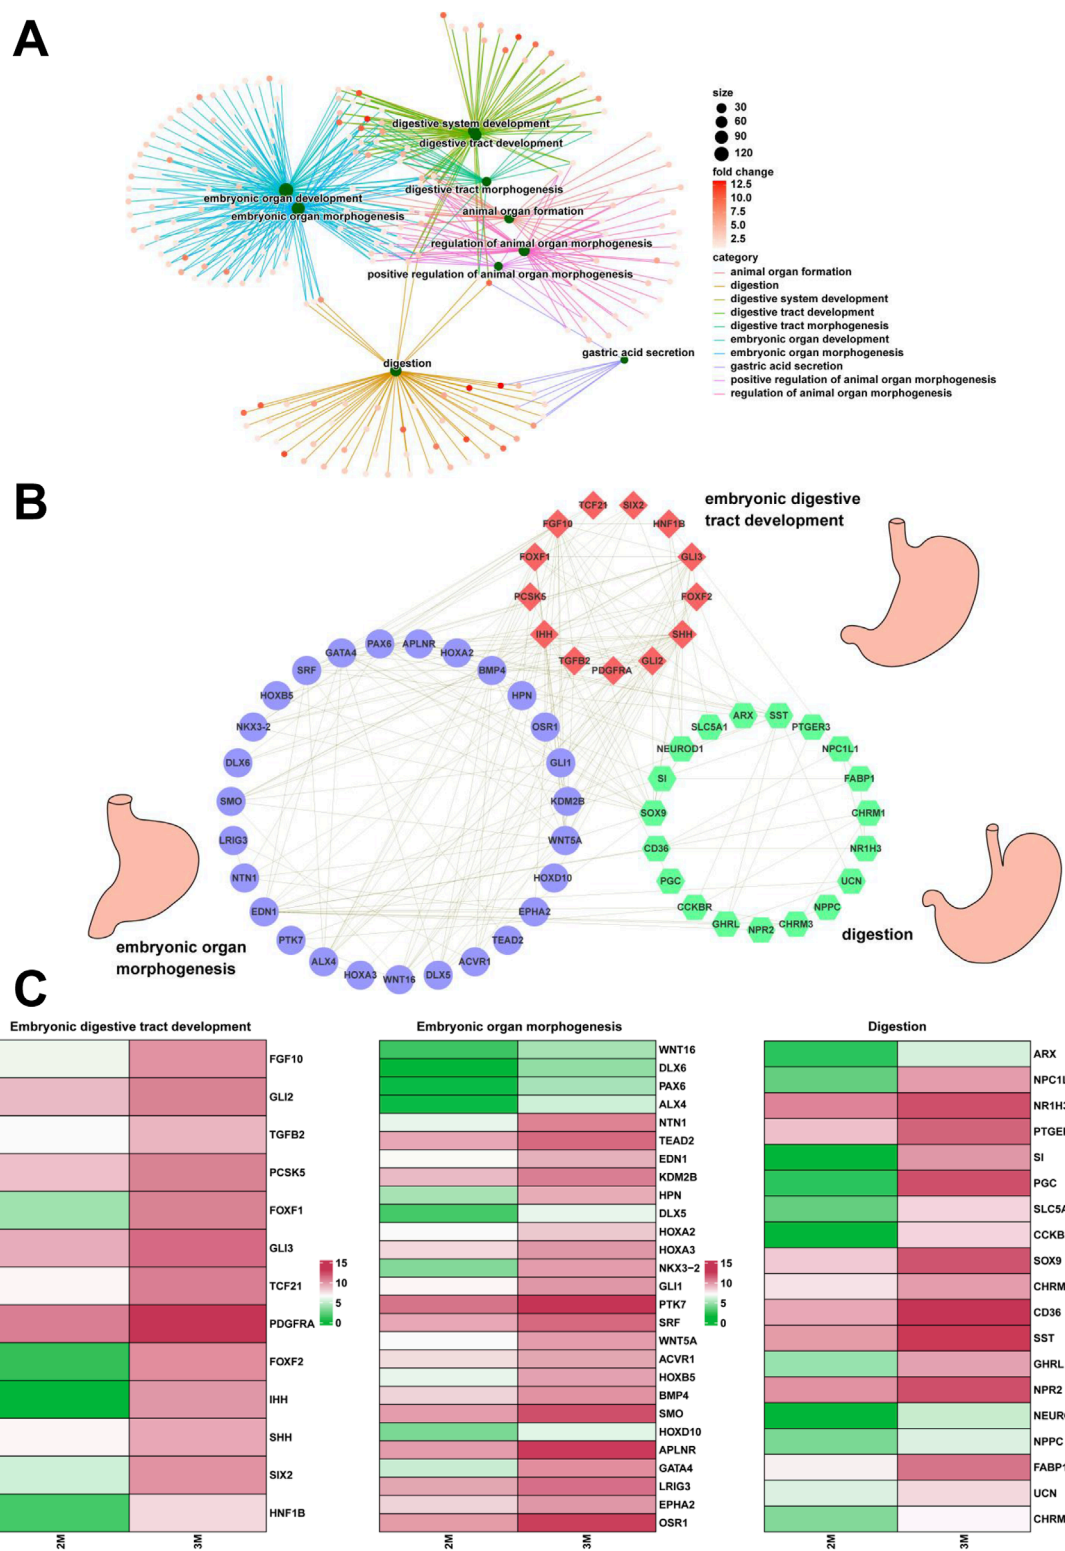 A
digestive system development
digestive tract development
digestive tract morphogenesis
embryonic organ development
embryonic organ morphogenesis
animal organ formation
regulation of animal organ morphogenesis
positive regulation of animal organ morphogenesis
digestion
gastric acid secretion
size
30
60
90
120
fold change
12.5
10.0
7.5
5.0
2.5
category
animal organ formation
digestion
digestive system development
digestive tract development
digestive tract morphogenesis
embryonic organ development
embryonic organ morphogenesis
gastric acid secretion
positive regulation of animal organ morphogenesis
regulation of animal organ morphogenesis
B
embryonic digestive
tract development
TCF21
SIX2
FGF10
HNF1B
FOXF1
GLI3
PCSK5
FOXF2
IHH
SHH
TGFB2
PDGFRA
GLI2
PAX6
APLNR
GATA4
HOXA2
SRF
BMP4
HOXB5
HPN
NKX3-2
OSR1
DLX6
GLI1
SMO
KDM2B
LRIG3
WNT5A
NTN1
HOXD10
EDN1
EPHA2
PTK7
TEAD2
ALX4
ACVR1
HOXA3
WNT16
DLX5
embryonic organ
morphogenesis
ARX
SST
SLC5A1
PTGER3
NEUROD1
NPC1L1
SI
FABP1
SOX9
CHRM1
CD36
NR1H3
PGC
UCN
CCKBR
NPPC
GHRL
NPR2
CHRM3
digestion
C
Embryonic digestive tract development
FGF10
GLI2
TGFB2
PCSK5
FOXF1
GLI3
TCF21
PDGFRA
FOXF2
IHH
SHH
SIX2
HNF1B
2M
3M
15
10
5
0
Embryonic organ morphogenesis
WNT16
DLX6
PAX6
ALX4
NTN1
TEAD2
EDN1
KDM2B
HPN
DLX5
HOXA2
HOXA3
NKX3−2
GLI1
PTK7
SRF
WNT5A
ACVR1
HOXB5
BMP4
SMO
HOXD10
APLNR
GATA4
LRIG3
EPHA2
OSR1
2M
3M
15
10
5
0
Digestion
ARX
NPC1L
NR1H3
PTGER
SI
PGC
SLC5A
CCKB
SOX9
CHRM
CD36
SST
GHRL
NPR2
NEURO
NPPC
FABP1
UCN
CHRM
2M
3M